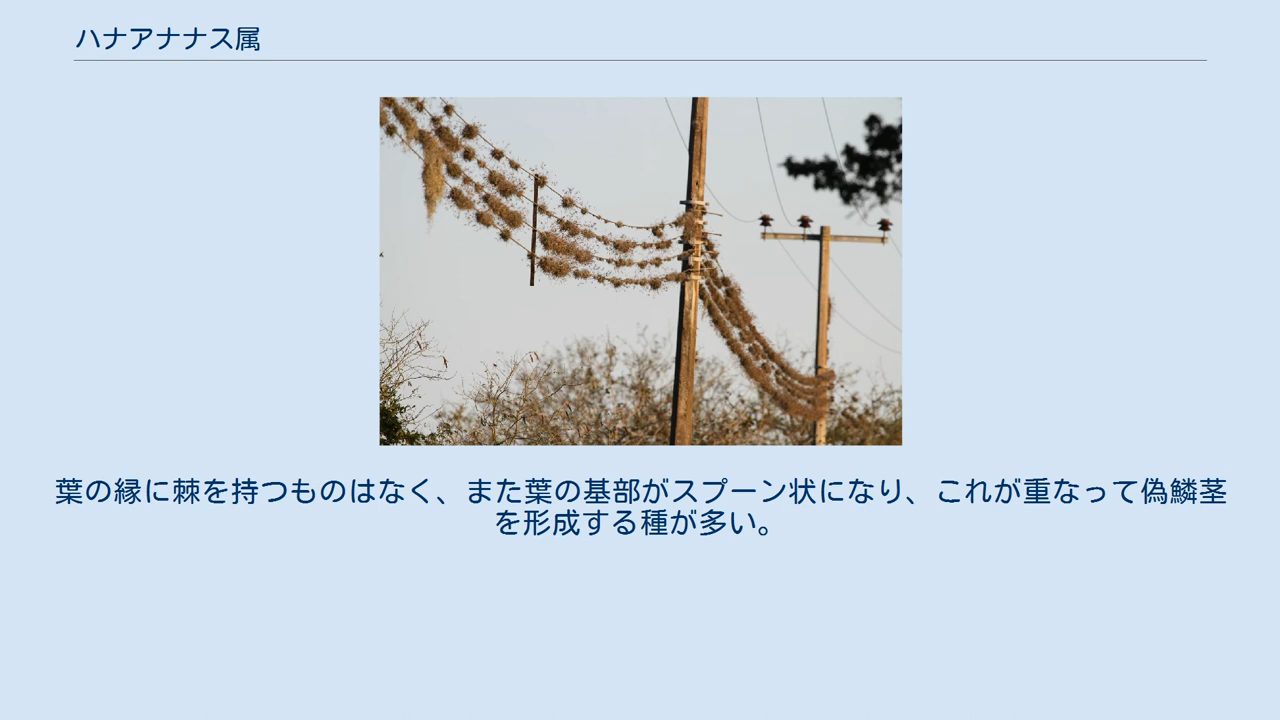 ハナアナナス属
葉の縁に棘を持つものはなく、また葉の基部がスプーン状になり、これが重なって偽鱗茎
を形成する種が多い。